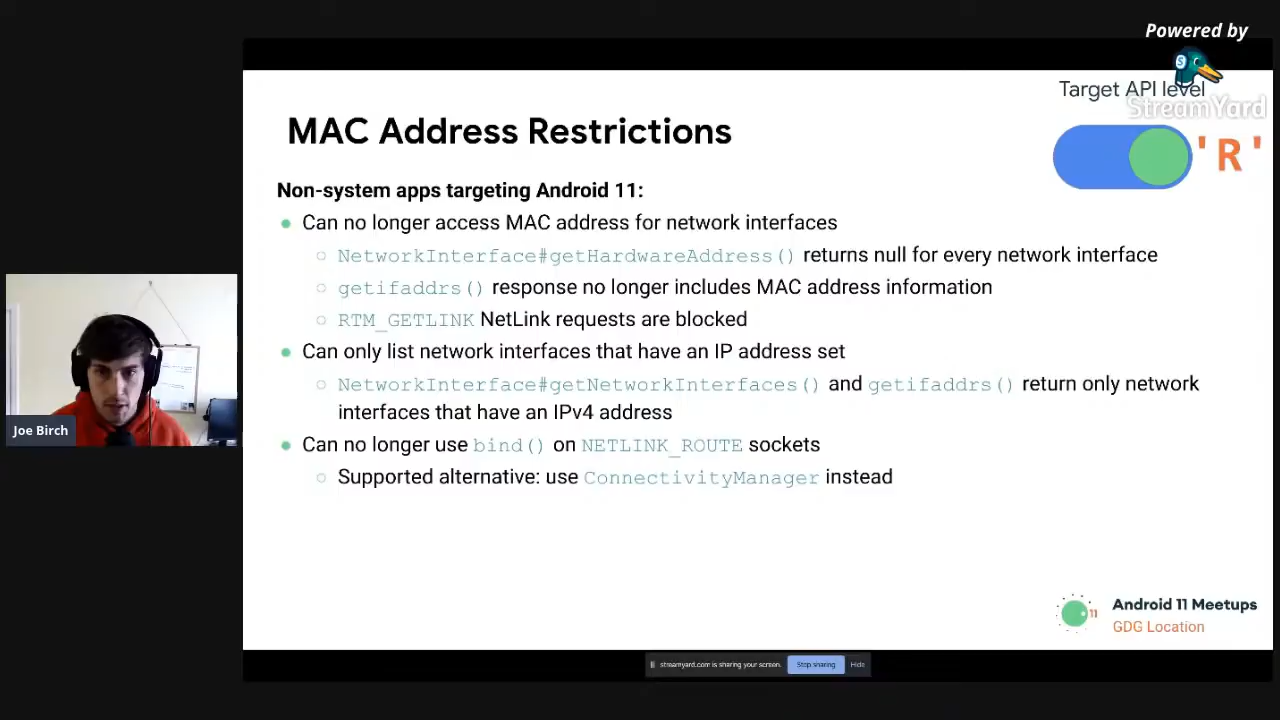 Powered by
StreamYard
Target API level
'R'
MAC Address Restrictions
Non-system apps targeting Android 11:
Can no longer access MAC address for network interfaces
NetworkInterface#getHardwareAddress() returns null for every network interface
getifaddrs() response no longer includes MAC address information
RTM_GETLINK NetLink requests are blocked
Can only list network interfaces that have an IP address set
NetworkInterface#getNetworkInterfaces() and getifaddrs() return only network
interfaces that have an IPv4 address
Can no longer use bind() on NETLINK_ROUTE sockets
Supported alternative: use ConnectivityManager instead
Joe Birch
11
Android 11 Meetups
GDG Location
streamyard.com is sharing your screen.
Stop sharing
Hide